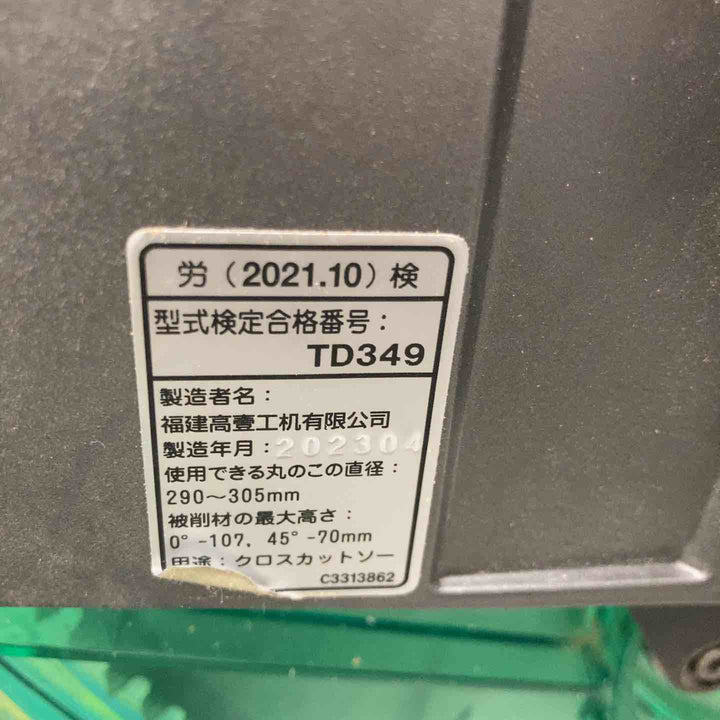 労（2021.10）検
型式検定合格番号：
TD349
製造者名：
福建高壹工机有限公司
製造年月：202304
使用できる丸のこの直径：
290～305mm
被削材の最大高さ：
0°-107, 45°-70mm
用途：クロスカットソー
C3313862